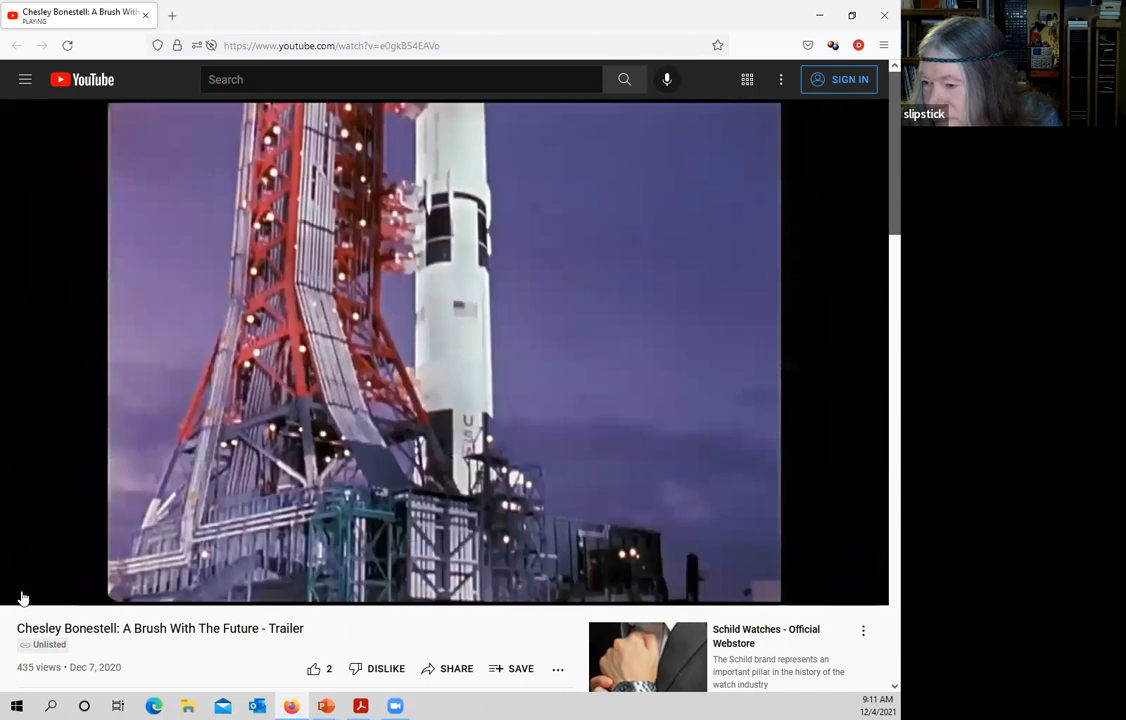 Chesley Bonestell: A Brush With
PLAYING
https://www.youtube.com/watch?v=e0gkB54EAVo
YouTube
Search
SIGN IN
slipstick
USA
Chesley Bonestell: A Brush With The Future - Trailer
Unlisted
435 views • Dec 7, 2020
2
DISLIKE
SHARE
SAVE
Schild Watches - Official
Webstore
The Schild brand represents an
important pillar in the history of the
watch industry
9:11 AM
12/4/2021